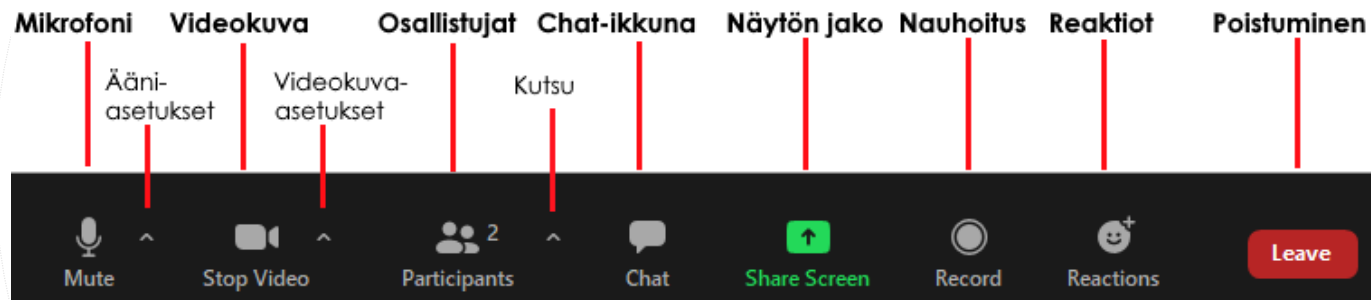 Mikrofoni Videokuva Osallistujat Chat-ikkuna Näytön jako Nauhoitus Reaktiot Poistuminen
Ääni-
asetukset
Videokuva-
asetukset
Kutsu
2
Mute Stop Video Participants Chat Share Screen Record Reactions Leave